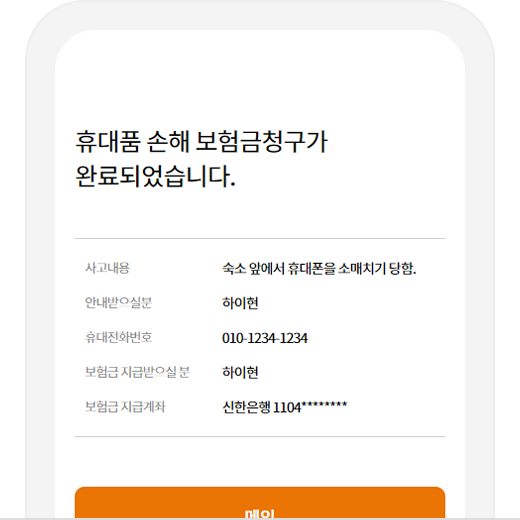 휴대품 손해 보험금청구가
완료되었습니다.
사고내용 숙소 앞에서 휴대폰을 소매치기 당함.
안내받으실분 하이현
휴대전화번호 010-1234-1234
보험금 지급받으실 분 하이현
보험금 지급계좌 신한은행 1104********
메인